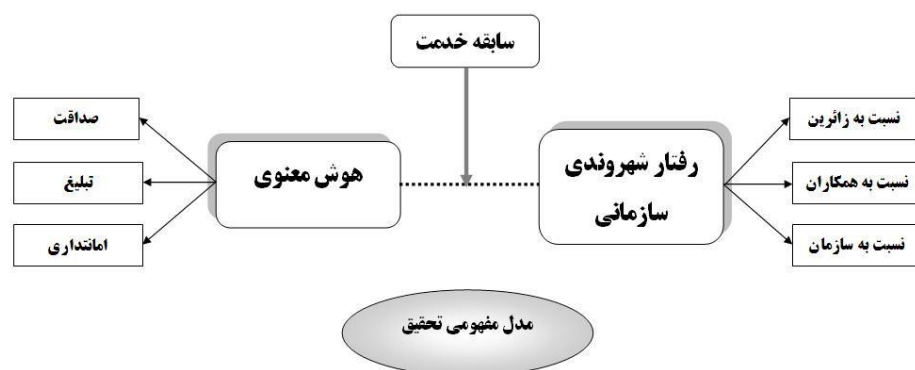 سابقه خدمت
نسبت به زائرین
صداقت
رفتار شهروندی
سازمانی
هوش معنوی
نسبت به همکاران
تبلیغ
نسبت به سازمان
امانتداری
مدل مفهومی تحقیق